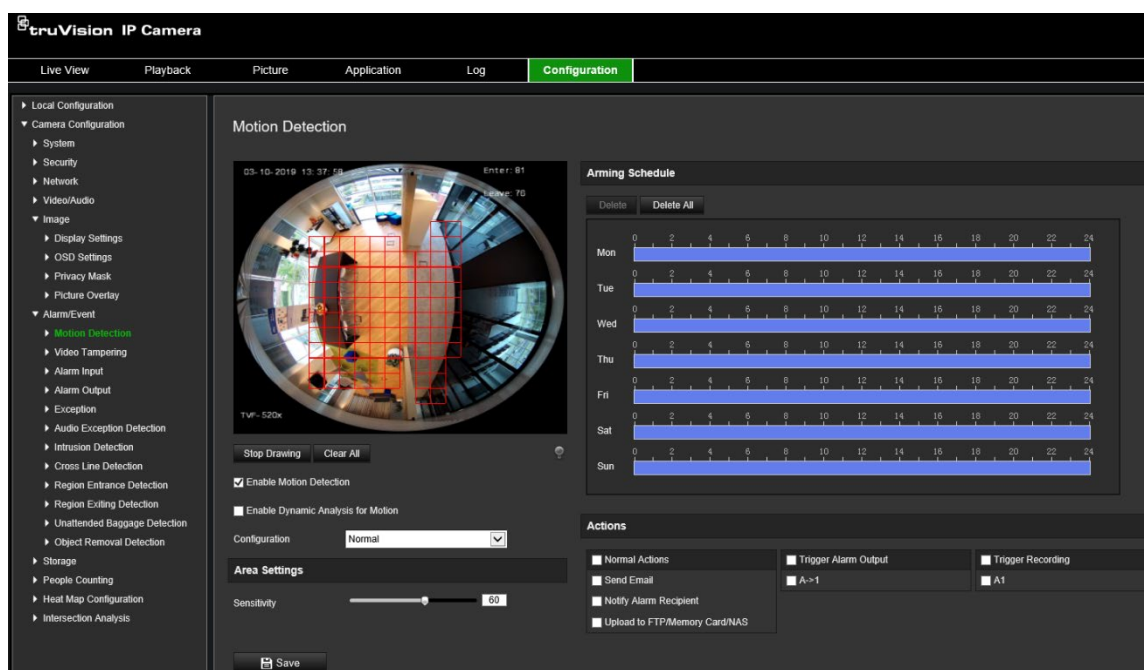 truVision IP Camera
Live View Playback Picture Application Log Configuration
Local Configuration
Camera Configuration
System
Security
Network
Video/Audio
Image
Display Settings
OSD Settings
Privacy Mask
Picture Overlay
Alarm/Event
Motion Detection
Video Tampering
Alarm Input
Alarm Output
Exception
Audio Exception Detection
Intrusion Detection
Cross Line Detection
Region Entrance Detection
Region Exiting Detection
Unattended Baggage Detection
Object Removal Detection
Storage
People Counting
Heat Map Configuration
Intersection Analysis
Motion Detection
03-10-2019 13:37:58 Enter:81
Leave:76
TVF-520x
Stop Drawing Clear All
Enable Motion Detection
Enable Dynamic Analysis for Motion
Configuration Normal
Area Settings
Sensitivity 60
Save
Arming Schedule
Delete Delete All
0 2 4 6 8 10 12 14 16 18 20 22 24
Mon
0 2 4 6 8 10 12 14 16 18 20 22 24
Tue
0 2 4 6 8 10 12 14 16 18 20 22 24
Wed
0 2 4 6 8 10 12 14 16 18 20 22 24
Thu
0 2 4 6 8 10 12 14 16 18 20 22 24
Fri
0 2 4 6 8 10 12 14 16 18 20 22 24
Sat
0 2 4 6 8 10 12 14 16 18 20 22 24
Sun
Actions
Normal Actions Trigger Alarm Output Trigger Recording
Send Email A->1 A1
Notify Alarm Recipient
Upload to FTP/Memory Card/NAS